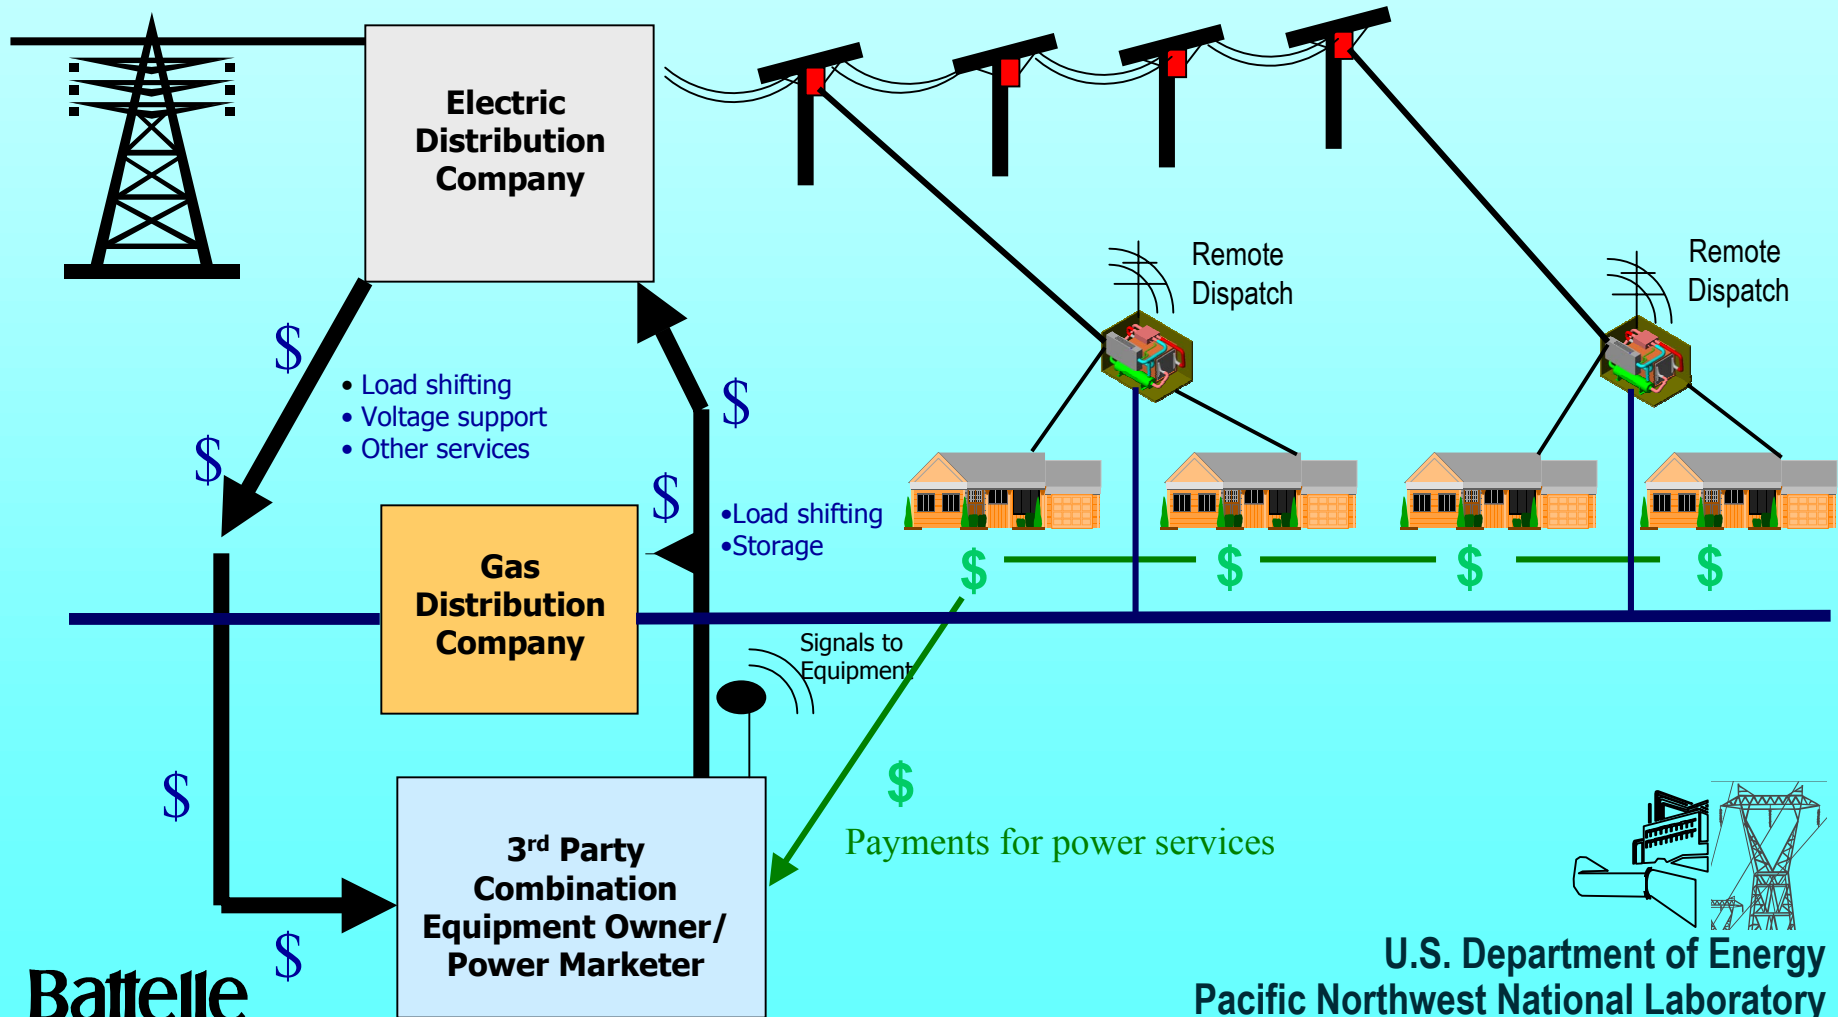 Electric
Distribution
Company
Remote
Dispatch
Remote
Dispatch
$
$
• Load shifting
• Voltage support
• Other services
$
$
•Load shifting
•Storage
Gas
Distribution
Company
$
$
$
$
Signals to
Equipment
$
$
Payments for power services
3rd Party
Combination
Equipment Owner/
Power Marketer
$
$
Battelle
U.S. Department of Energy
Pacific Northwest National Laboratory